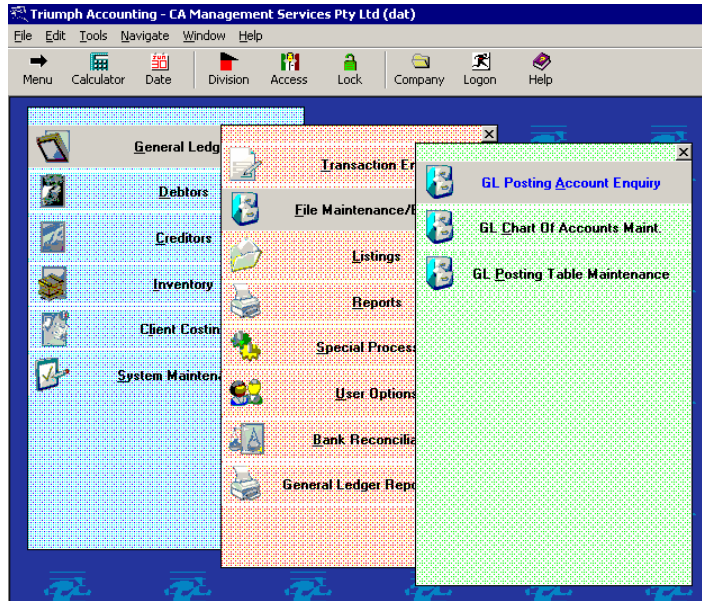 Triumph Accounting - CA Management Services Pty Ltd (dat)
File Edit Tools Navigate Window Help
Menu Calculator Date Division Access Lock Company Logon Help
General Ledg
Debtors
Creditors
Inventory
Client Costin
System Mainten
Transaction En
File Maintenance/E
Listings
Reports
Special Process
User Options
Bank Reconcilia
General Ledger Repo
GL Posting Account Enquiry
GL Chart Of Accounts Maint.
GL Posting Table Maintenance